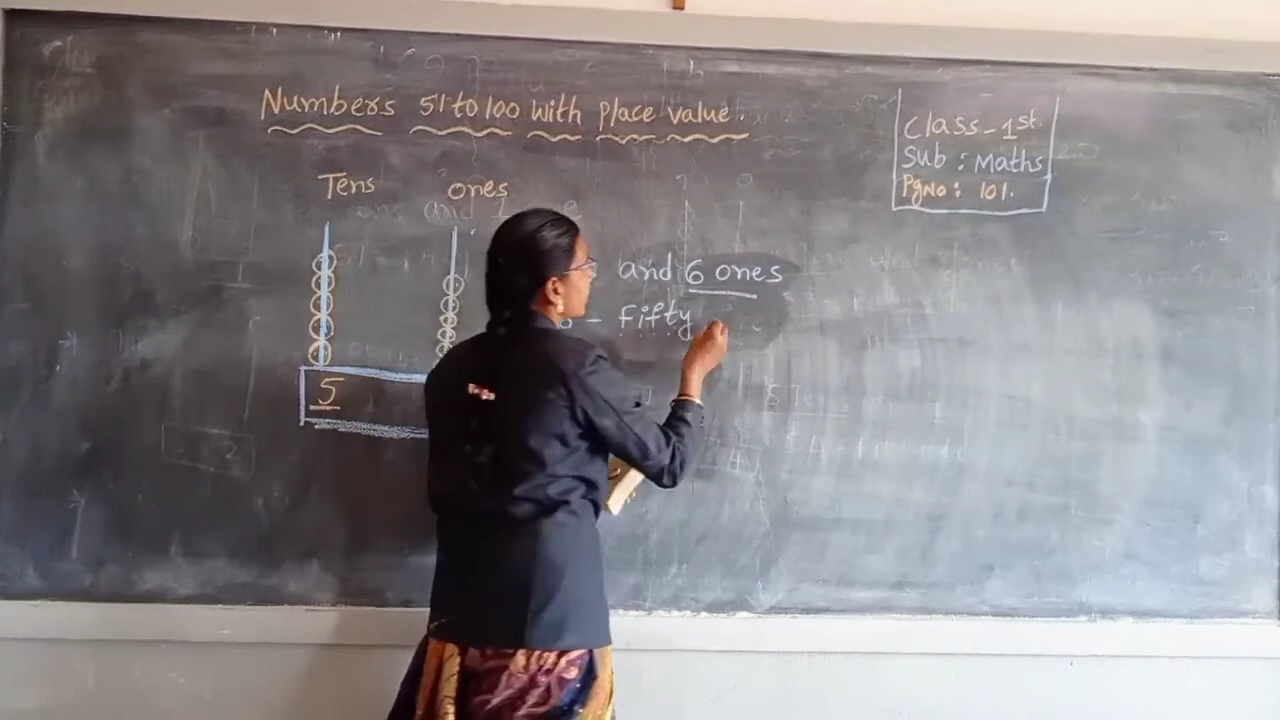 Numbers 51 to 100 with place value.
Class - 1st.
Sub : Maths
Pg No : 101.
Tens ones
and 6 ones
- Fifty
5